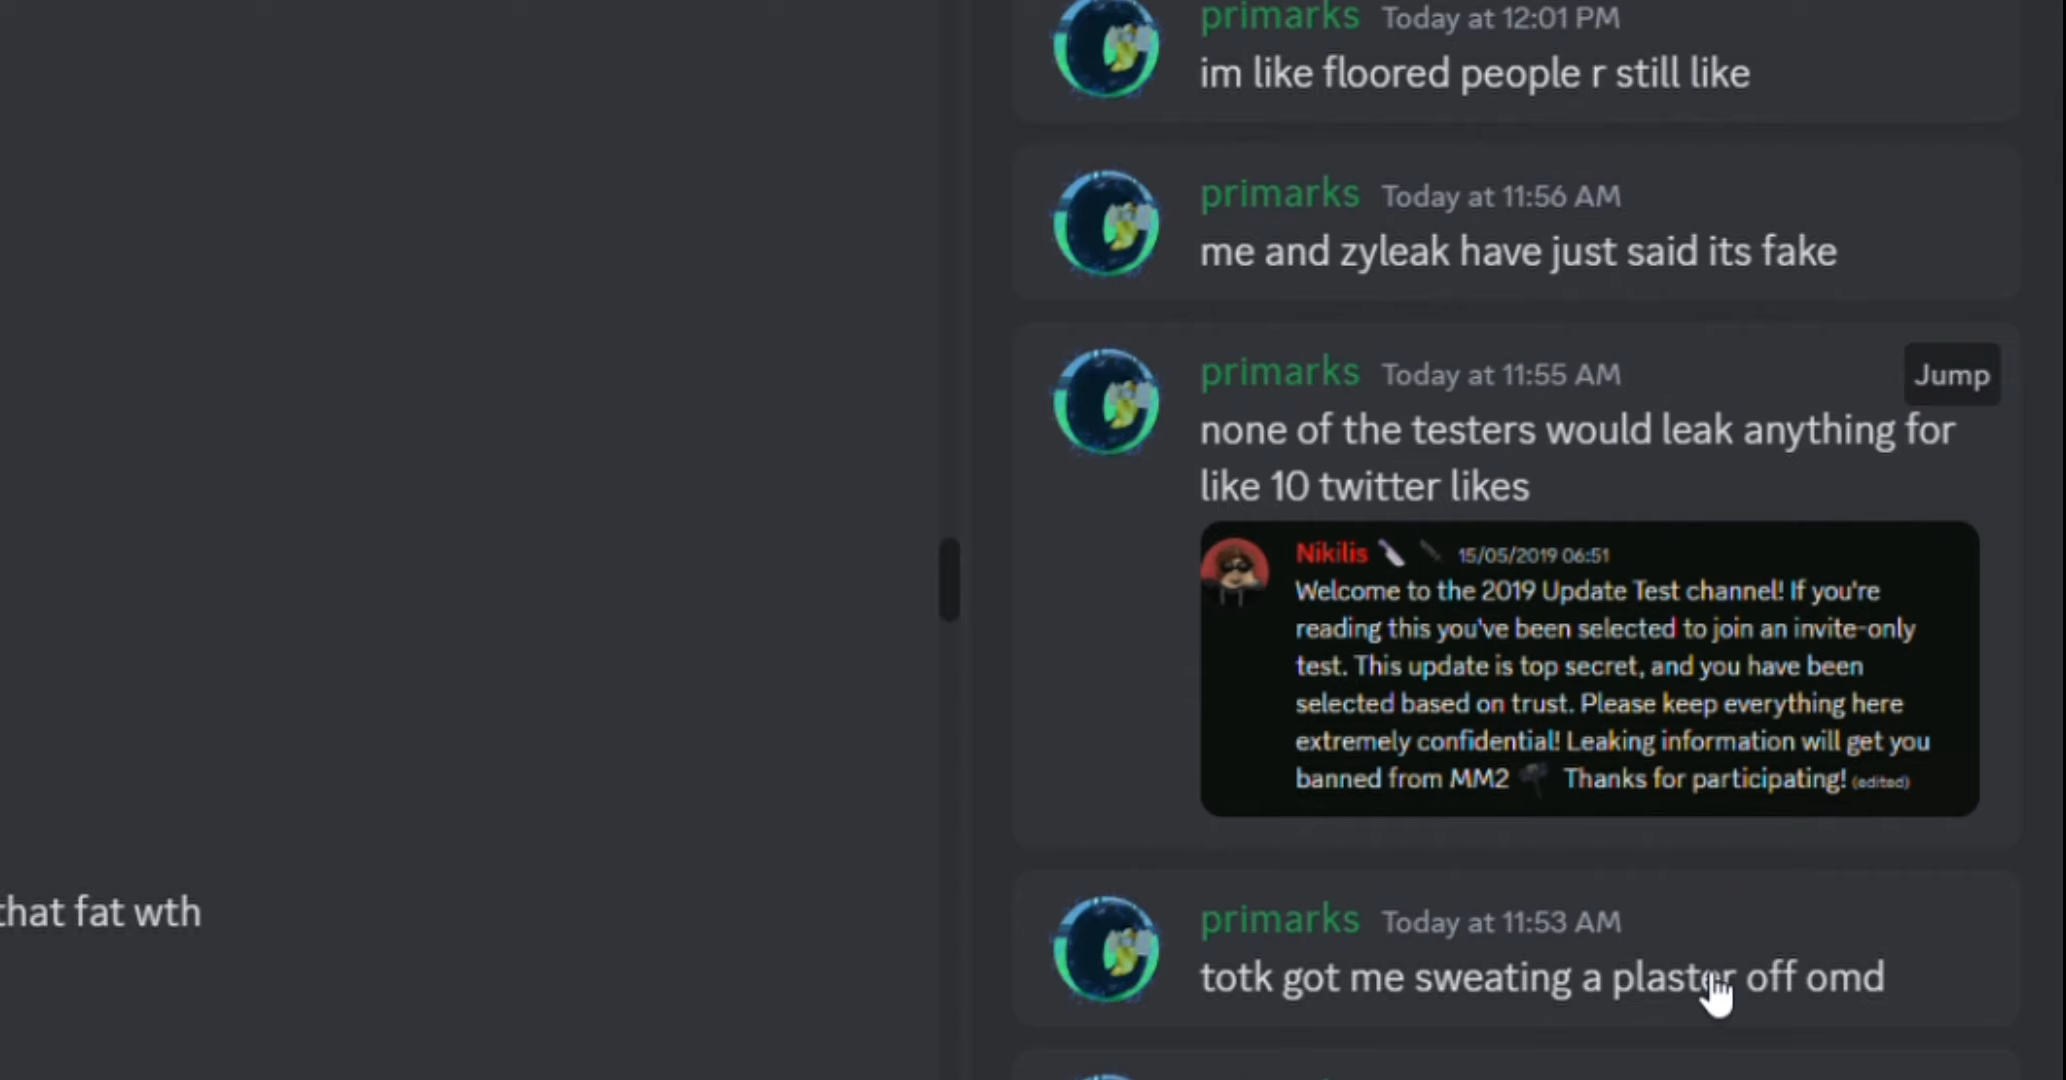 primarks Today at 12:01 PM
im like floored people r still like
primarks Today at 11:56 AM
me and zyleak have just said its fake
primarks Today at 11:55 AM
Jump
none of the testers would leak anything for
like 10 twitter likes
Nikilis 15/05/2019 06:51
Welcome to the 2019 Update Test channel! If you're
reading this you've been selected to join an invite-only
test. This update is top secret, and you have been
selected based on trust. Please keep everything here
extremely confidential! Leaking information will get you
banned from MM2 Thanks for participating! (edited)
that fat wth
primarks Today at 11:53 AM
totk got me sweating a plaster off omd